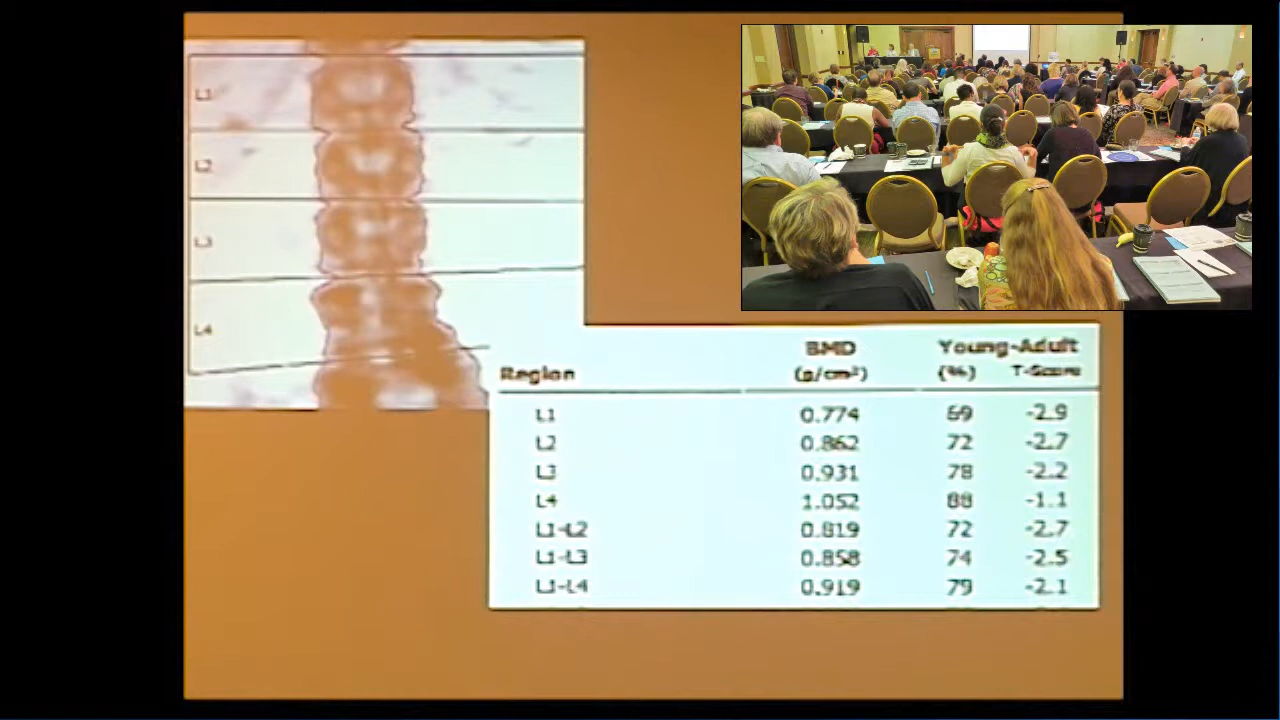 L1
L2
L3
L4
BMD Young-Adult
Region (g/cm²) (%) T-Score
L1 0.774 69 -2.9
L2 0.862 72 -2.7
L3 0.931 78 -2.2
L4 1.052 88 -1.1
L1-L2 0.819 72 -2.7
L1-L3 0.858 74 -2.5
L1-L4 0.919 79 -2.1